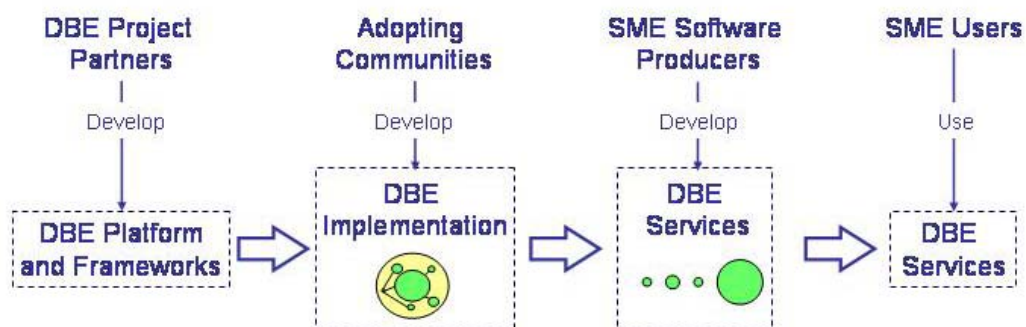 DBE Project
Partners
Adopting
Communities
SME Software
Producers
SME Users
Develop
Develop
Develop
Use
DBE Platform
and Frameworks
DBE
Implementation
DBE
Services
DBE
Services